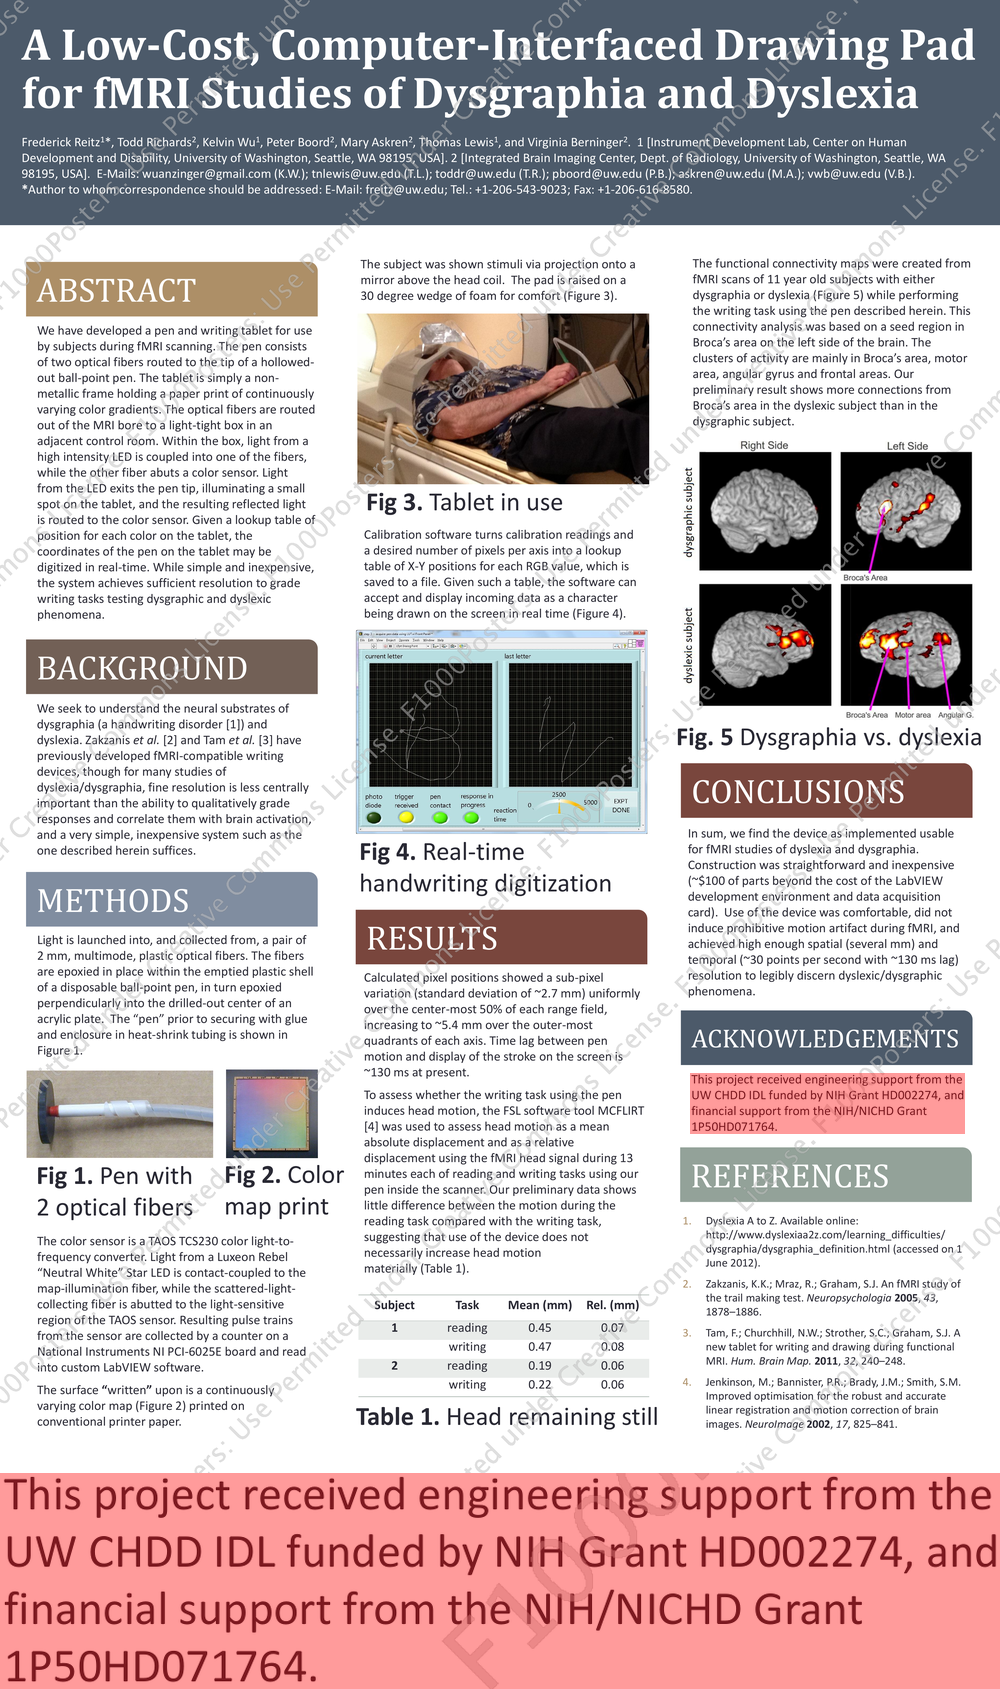 A Low-Cost, Computer-Interfaced Drawing Pad
for fMRI Studies of Dysgraphia and Dyslexia
Frederick Reitz¹*, Todd Richards², Kelvin Wu¹, Peter Boord², Mary Askren², Thomas Lewis¹, and Virginia Berninger². 1 [Instrument Development Lab, Center on Human
Development and Disability, University of Washington, Seattle, WA 98195, USA]. 2 [Integrated Brain Imaging Center, Dept. of Radiology, University of Washington, Seattle, WA
98195, USA]. E-Mails: wuanzinger@gmail.com (K.W.); tnlewis@uw.edu (T.L.); toddr@uw.edu (T.R.); pboord@uw.edu (P.B.); askren@uw.edu (M.A.); vwb@uw.edu (V.B.).
*Author to whom correspondence should be addressed: E-Mail: freitz@uw.edu; Tel.: +1-206-543-9023; Fax: +1-206-616-8580.
ABSTRACT
We have developed a pen and writing tablet for use
by subjects during fMRI scanning. The pen consists
of two optical fibers routed to the tip of a hollowed-
out ball-point pen. The tablet is simply a non-
metallic frame holding a paper print of continuously
varying color gradients. The optical fibers are routed
out of the MRI bore to a light-tight box in an
adjacent control room. Within the box, light from a
high intensity LED is coupled into one of the fibers,
while the other fiber abuts a color sensor. Light
from the LED exits the pen tip, illuminating a small
spot on the tablet, and the resulting reflected light
is routed to the color sensor. Given a lookup table of
position for each color on the tablet, the
coordinates of the pen on the tablet may be
digitized in real-time. While simple and inexpensive,
the system achieves sufficient resolution to grade
writing tasks testing dysgraphic and dyslexic
phenomena.
BACKGROUND
We seek to understand the neural substrates of
dysgraphia (a handwriting disorder [1]) and
dyslexia. Zakzanis et al. [2] and Tam et al. [3] have
previously developed fMRI-compatible writing
devices, though for many studies of
dyslexia/dysgraphia, fine resolution is less centrally
important than the ability to qualitatively grade
responses and correlate them with brain activation,
and a very simple, inexpensive system such as the
one described herein suffices.
METHODS
Light is launched into, and collected from, a pair of
2 mm, multimode, plastic optical fibers. The fibers
are epoxied in place within the emptied plastic shell
of a disposable ball-point pen, in turn epoxied
perpendicularly into the drilled-out center of an
acrylic plate. The “pen” prior to securing with glue
and enclosure in heat-shrink tubing is shown in
Figure 1.
Fig 1. Pen with
2 optical fibers
Fig 2. Color
map print
The color sensor is a TAOS TCS230 color light-to-
frequency converter. Light from a Luxeon Rebel
“Neutral White” Star LED is contact-coupled to the
map-illumination fiber, while the scattered-light-
collecting fiber is abutted to the light-sensitive
region of the TAOS sensor. Resulting pulse trains
from the sensor are collected by a counter on a
National Instruments NI PCI-6025E board and read
into custom LabVIEW software.
The surface “written” upon is a continuously
varying color map (Figure 2) printed on
conventional printer paper.
The subject was shown stimuli via projection onto a
mirror above the head coil. The pad is raised on a
30 degree wedge of foam for comfort (Figure 3).
Fig 3. Tablet in use
Calibration software turns calibration readings and
a desired number of pixels per axis into a lookup
table of X-Y positions for each RGB value, which is
saved to a file. Given such a table, the software can
accept and display incoming data as a character
being drawn on the screen in real time (Figure 4).
current letter
last letter
photo diode
trigger received
pen contact
response in progress
reaction time
0
2500
5000
EXPT DONE
Fig 4. Real-time
handwriting digitization
RESULTS
Calculated pixel positions showed a sub-pixel
variation (standard deviation of ~2.7 mm) uniformly
over the center-most 50% of each range field,
increasing to ~5.4 mm over the outer-most
quadrants of each axis. Time lag between pen
motion and display of the stroke on the screen is
~130 ms at present.
To assess whether the writing task using the pen
induces head motion, the FSL software tool MCFLIRT
[4] was used to assess head motion as a mean
absolute displacement and as a relative
displacement using the fMRI head signal during 13
minutes each of reading and writing tasks using our
pen inside the scanner. Our preliminary data shows
little difference between the motion during the
reading task compared with the writing task,
suggesting that use of the device does not
necessarily increase head motion
materially (Table 1).
Subject Task Mean (mm) Rel. (mm)
1 reading 0.45 0.07
writing 0.47 0.08
2 reading 0.19 0.06
writing 0.22 0.06
Table 1. Head remaining still
The functional connectivity maps were created from
fMRI scans of 11 year old subjects with either
dysgraphia or dyslexia (Figure 5) while performing
the writing task using the pen described herein. This
connectivity analysis was based on a seed region in
Broca’s area on the left side of the brain. The
clusters of activity are mainly in Broca’s area, motor
area, angular gyrus and frontal areas. Our
preliminary result shows more connections from
Broca’s area in the dyslexic subject than in the
dysgraphic subject.
Right Side
Left Side
dysgraphic subject
Broca's Area
dyslexic subject
Broca's Area Motor area Angular G.
Fig. 5 Dysgraphia vs. dyslexia
CONCLUSIONS
In sum, we find the device as implemented usable
for fMRI studies of dyslexia and dysgraphia.
Construction was straightforward and inexpensive
(~$100 of parts beyond the cost of the LabVIEW
development environment and data acquisition
card). Use of the device was comfortable, did not
induce prohibitive motion artifact during fMRI, and
achieved high enough spatial (several mm) and
temporal (~30 points per second with ~130 ms lag)
resolution to legibly discern dyslexic/dysgraphic
phenomena.
ACKNOWLEDGEMENTS
This project received engineering support from the
UW CHDD IDL funded by NIH Grant HD002274, and
financial support from the NIH/NICHD Grant
1P50HD071764.
REFERENCES
1. Dyslexia A to Z. Available online:
http://www.dyslexiaa2z.com/learning_difficulties/
dysgraphia/dysgraphia_definition.html (accessed on 1
June 2012).
2. Zakzanis, K.K.; Mraz, R.; Graham, S.J. An fMRI study of
the trail making test. Neuropsychologia 2005, 43,
1878–1886.
3. Tam, F.; Churchill, N.W.; Strother, S.C.; Graham, S.J. A
new tablet for writing and drawing during functional
MRI. Hum. Brain Map. 2011, 32, 240–248.
4. Jenkinson, M.; Bannister, P.R.; Brady, J.M.; Smith, S.M.
Improved optimisation for the robust and accurate
linear registration and motion correction of brain
images. NeuroImage 2002, 17, 825–841.
This project received engineering support from the
UW CHDD IDL funded by NIH Grant HD002274, and
financial support from the NIH/NICHD Grant
1P50HD071764.
F1000Posters: Use Permitted under Creative Commons License.